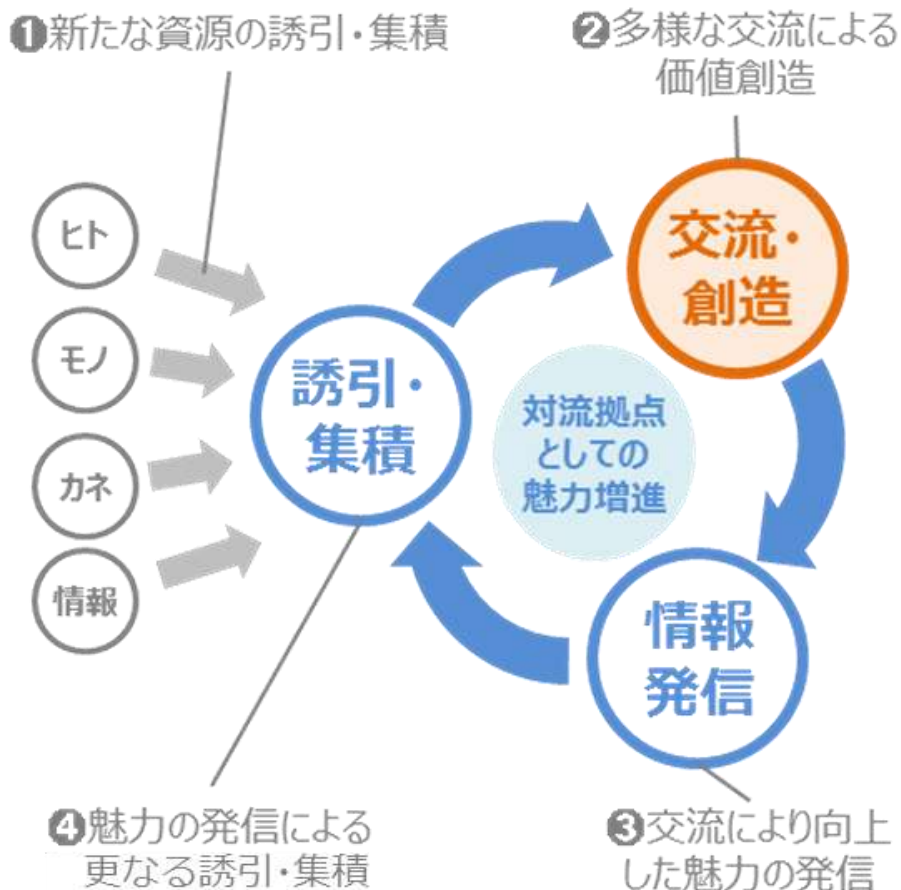 ❶新たな資源の誘引・集積
❷多様な交流による
価値創造
ヒト
モノ
カネ
情報
誘引・
集積
交流・
創造
対流拠点
としての
魅力増進
情報
発信
❹魅力の発信による
更なる誘引・集積
❸交流により向上
した魅力の発信